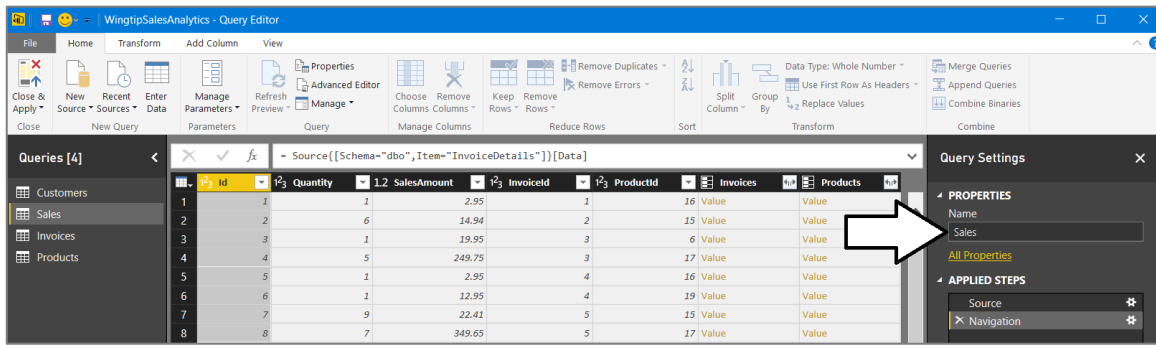 WingtipSalesAnalytics - Query Editor
File Home Transform Add Column View
Close & Apply
New Source
Recent Sources
Enter Data
Manage Parameters
Refresh Preview
Properties
Advanced Editor
Manage
Choose Columns
Remove Columns
Keep Rows
Remove Rows
Remove Duplicates
Remove Errors
Split Column
Group By
Data Type: Whole Number
Use First Row As Headers
Replace Values
Merge Queries
Append Queries
Combine Binaries
Close New Query Parameters Query Manage Columns Reduce Rows Sort Transform Combine
Queries [4]
Customers
Sales
Invoices
Products
fx = Source{[Schema="dbo",Item="InvoiceDetails"]}[Data]
Id Quantity 1.2 SalesAmount InvoiceId ProductId Invoices Products
1 1 1 2.95 1 16 Value Value
2 2 6 14.94 2 15 Value Value
3 3 1 19.95 3 6 Value Value
4 4 5 249.75 3 17 Value Value
5 5 1 2.95 4 16 Value Value
6 6 1 12.95 4 19 Value Value
7 7 9 22.41 5 15 Value Value
8 8 7 349.65 5 17 Value Value
Query Settings
PROPERTIES
Name
Sales
All Properties
APPLIED STEPS
Source
Navigation